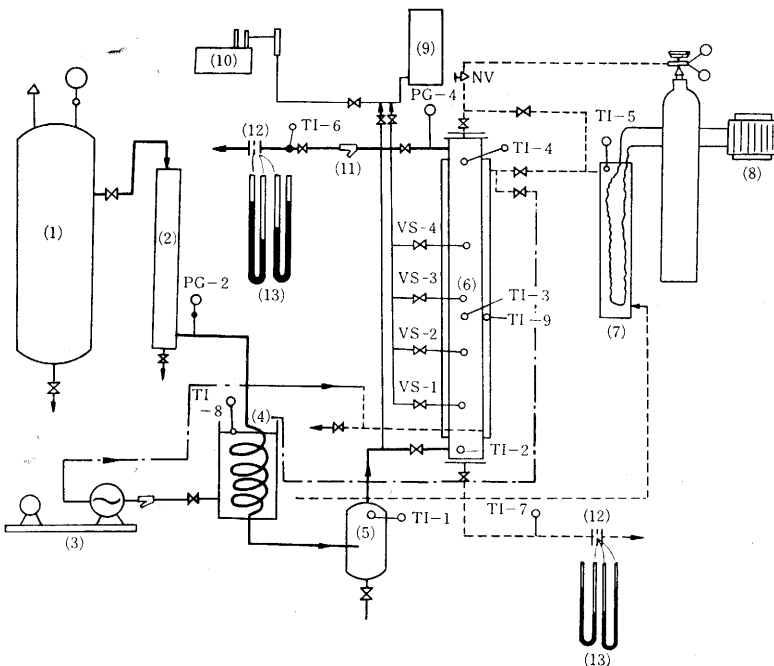 (9)
(10)
NV
PG-4
TI-5
(12)
TI-6
TI-4
(11)
(8)
(1)
(2)
VS-4
(13)
VS-3
(6)
PG-2
TI-3
TI-9
(7)
VS-2
VS-1
TI
-8
(4)
TI-2
TI-7
(12)
(5)
TI-1
(3)
(13)